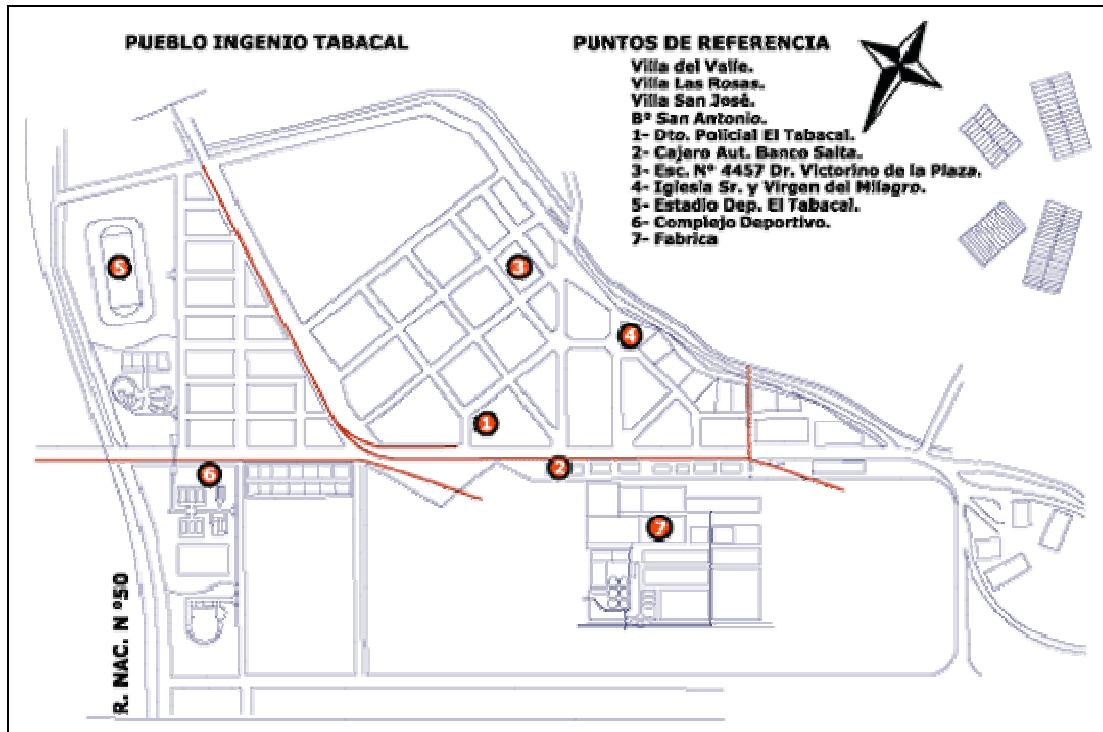 PUEBLO INGENIO TABACAL
PUNTOS DE REFERENCIA
Villa del Valle.
Villa Las Rosas.
Villa San José.
Bº San Antonio.
1- Dto. Policial El Tabacal.
2- Cajero Aut. Banco Salta.
3- Esc. Nº 4457 Dr. Victorino de la Plaza.
4- Iglesia Sr. y Virgen del Milagro.
5- Estadio Dep. El Tabacal.
6- Complejo Deportivo.
7- Fabrica
5
3
4
1
2
6
7
R. NAC. N º50